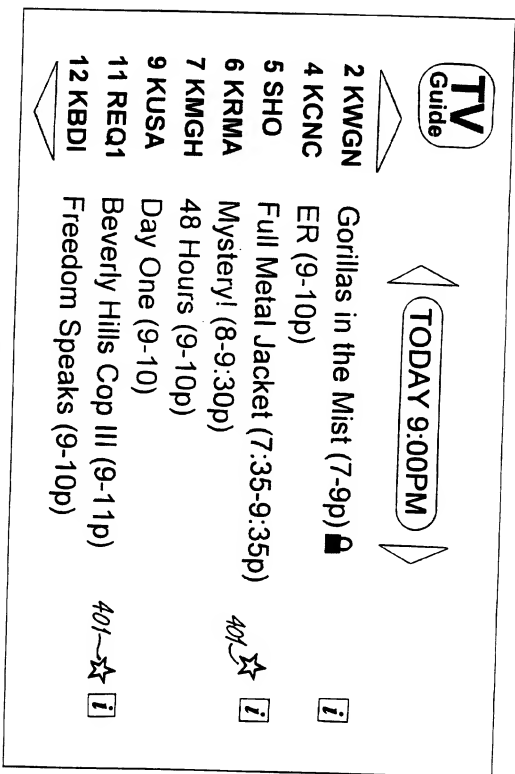 TV Guide
TODAY 9:00PM
2 KWGN Gorillas in the Mist (7-9p) i
4 KCNC ER (9-10p)
5 SHO Full Metal Jacket (7:35-9:35p) 401 i
6 KRMA Mystery! (8-9:30p)
7 KMGH 48 Hours (9-10p)
9 KUSA Day One (9-10)
11 REQ1 Beverly Hills Cop III (9-11p) 401 i
12 KBDI Freedom Speaks (9-10p)